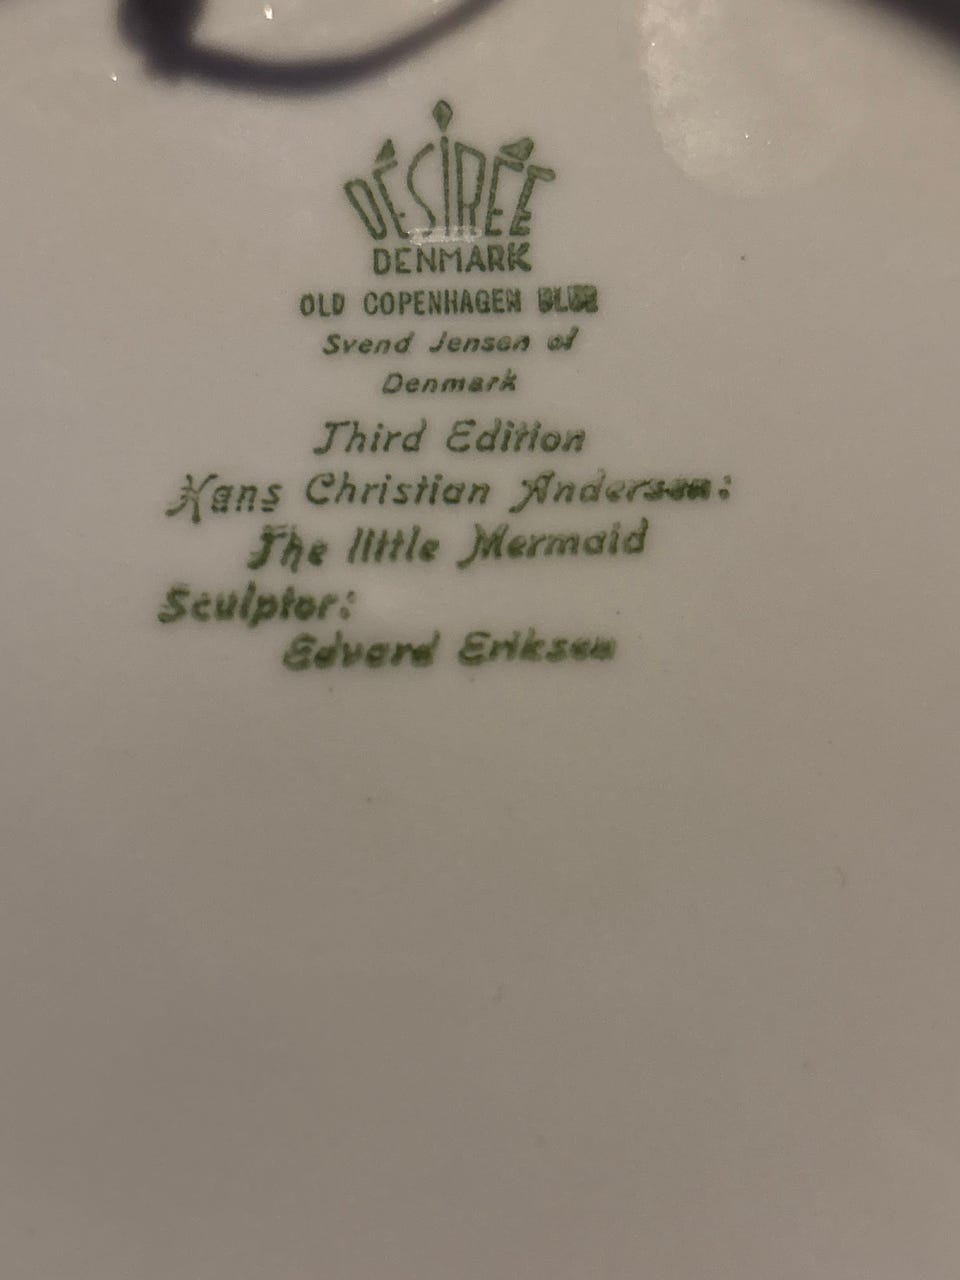 DÉSIRÉE
DENMARK
OLD COPENHAGEN BLUE
Svend Jensen of
Denmark
Third Edition
Hans Christian Andersen:
The little Mermaid
Sculptor:
Edvard Eriksen